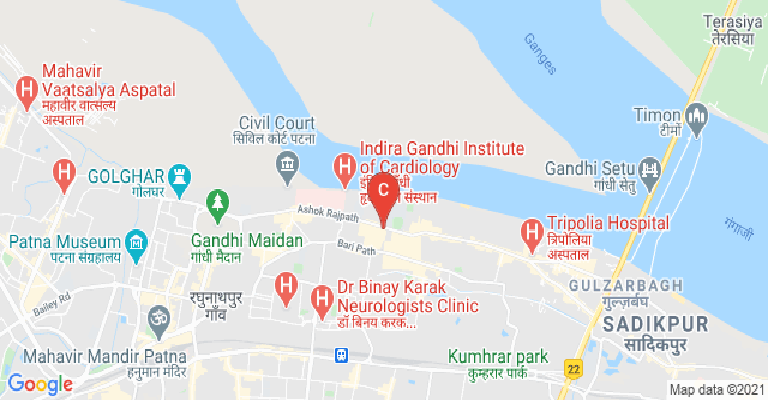 Terasiya
तेरसिया
Ganges
Mahavir
Vaatsalya Aspatal
महावीर वात्सल्य
अस्पताल
Timon
टीमों
Civil Court
सिविल कोर्ट पटना
Indira Gandhi Institute
of Cardiology
संस्थान
C
Gandhi Setu
गांधी सेतु
GOLGHAR
गोलघर
Ashok Rajpath
Tripolia Hospital
त्रिपोलिया
अस्पताल
गंगाजी
Gandhi Maidan
गांधी मैदान
Bari Path
Patna Museum
पटना संग्रहालय
Bailey Rd
रघुनाथपुर
गाँव
Dr Binay Karak
Neurologists Clinic
डॉ बिनय करक...
GULZARBAGH
गुल्ज़र्बघ
SADIKPUR
सादिकपुर
Mahavir Mandir Patna
हनुमान मंदिर
Kumhrar park
कुम्हरार पार्क
22
Google
Map data ©2021